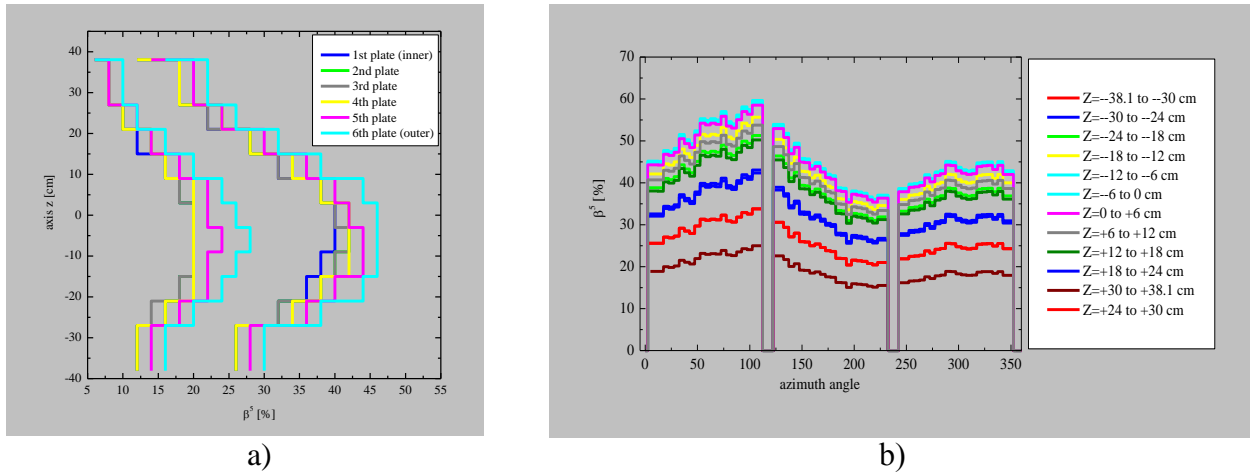 40
30
20
10
0
-10
-20
-30
-40
axis z [cm]
5
10
15
20
25
30
35
40
45
50
55
β⁵ [%]
1st plate (inner)
2nd plate
3rd plate
4th plate
5th plate
6th plate (outer)
a)
70
60
50
40
30
20
10
0
β⁵ [%]
0
50
100
150
200
250
300
350
azimuth angle
Z=--38.1 to --30 cm
Z=--30 to --24 cm
Z=--24 to --18 cm
Z=--18 to --12 cm
Z=--12 to --6 cm
Z=--6 to 0 cm
Z=0 to +6 cm
Z=+6 to +12 cm
Z=+12 to +18 cm
Z=+18 to +24 cm
Z=+30 to +38.1 cm
Z=+24 to +30 cm
b)